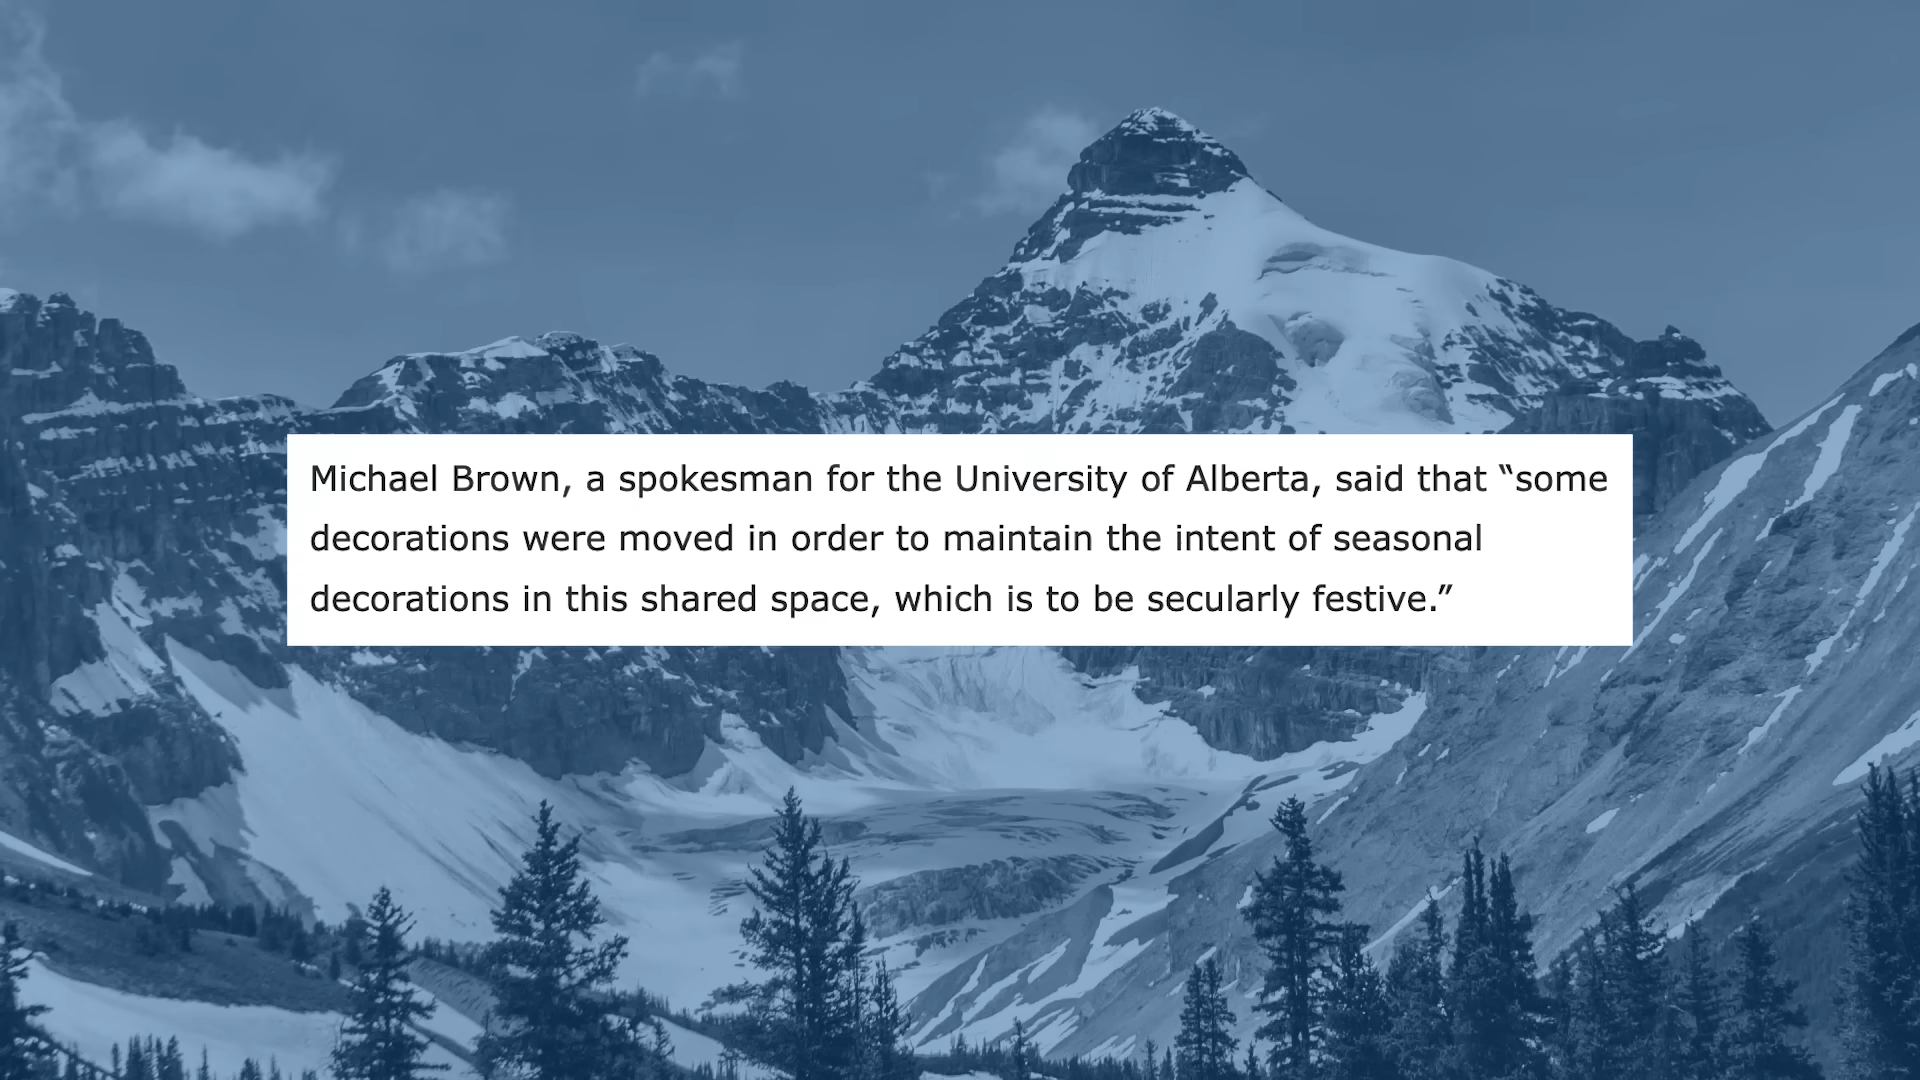 Michael Brown, a spokesman for the University of Alberta, said that “some
decorations were moved in order to maintain the intent of seasonal
decorations in this shared space, which is to be secularly festive.”